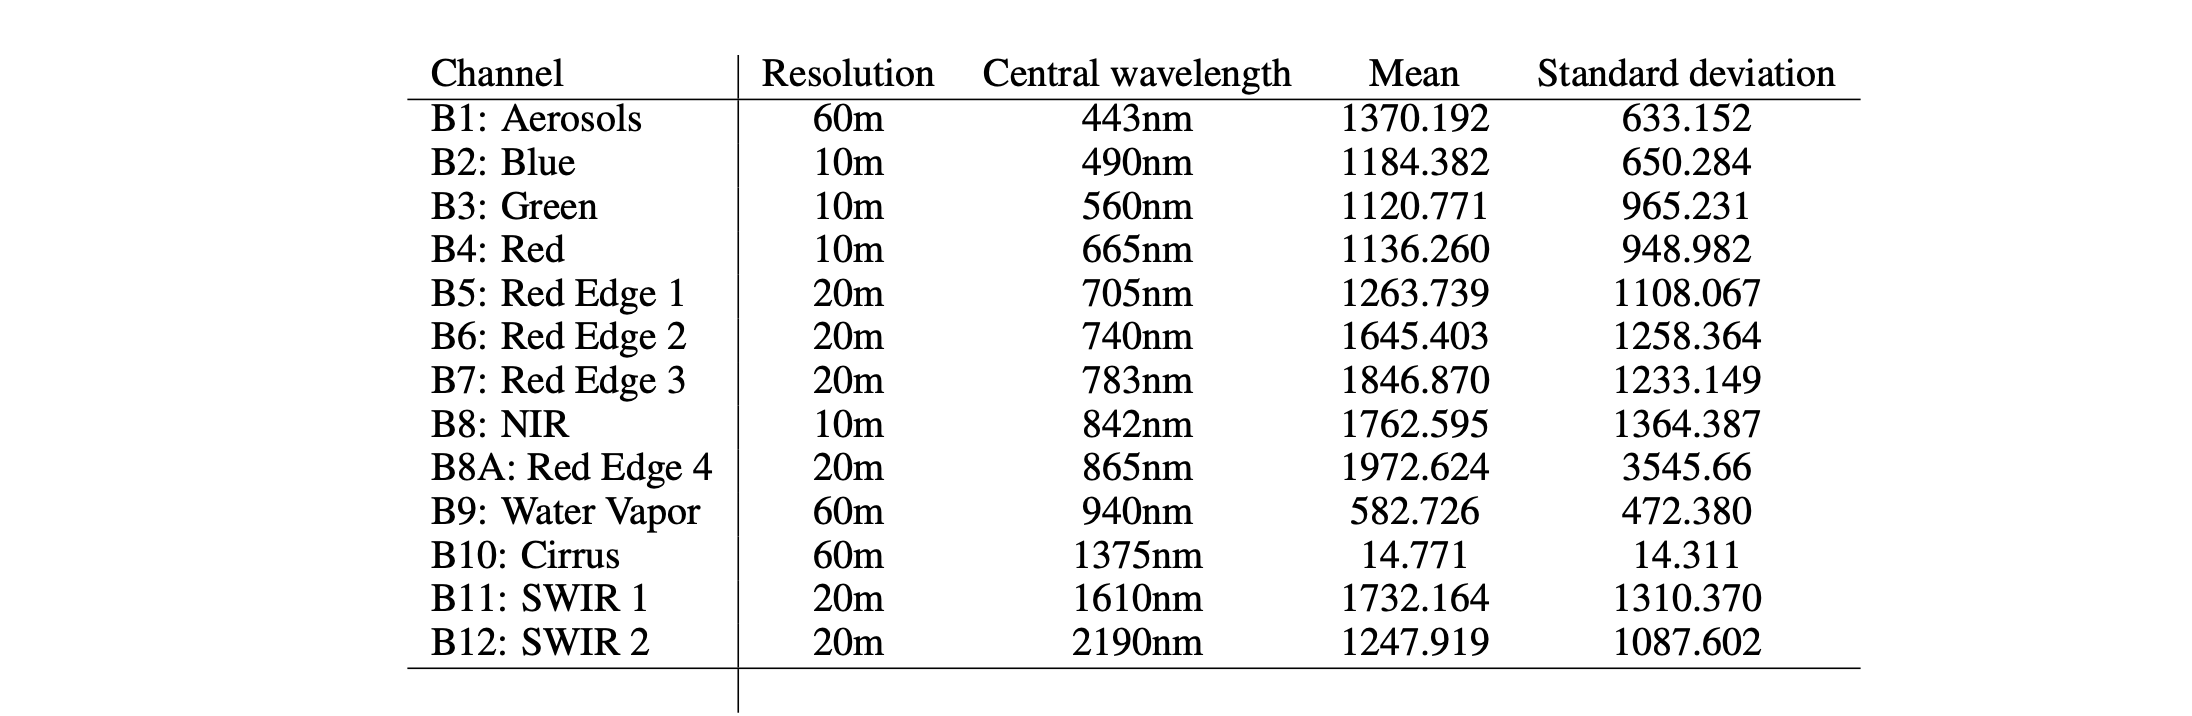 Channel Resolution Central wavelength Mean Standard deviation
B1: Aerosols 60m 443nm 1370.192 633.152
B2: Blue 10m 490nm 1184.382 650.284
B3: Green 10m 560nm 1120.771 965.231
B4: Red 10m 665nm 1136.260 948.982
B5: Red Edge 1 20m 705nm 1263.739 1108.067
B6: Red Edge 2 20m 740nm 1645.403 1258.364
B7: Red Edge 3 20m 783nm 1846.870 1233.149
B8: NIR 10m 842nm 1762.595 1364.387
B8A: Red Edge 4 20m 865nm 1972.624 3545.66
B9: Water Vapor 60m 940nm 582.726 472.380
B10: Cirrus 60m 1375nm 14.771 14.311
B11: SWIR 1 20m 1610nm 1732.164 1310.370
B12: SWIR 2 20m 2190nm 1247.919 1087.602